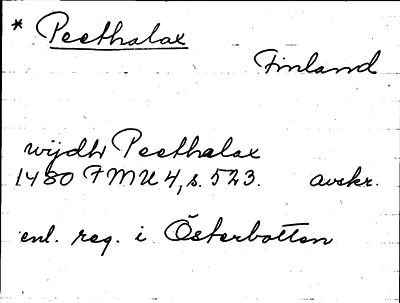 * Peethalax
Finland
wijdh Peethalax
1480 FMU 4, s. 523. avskr.
enl. reg. i Österbotten